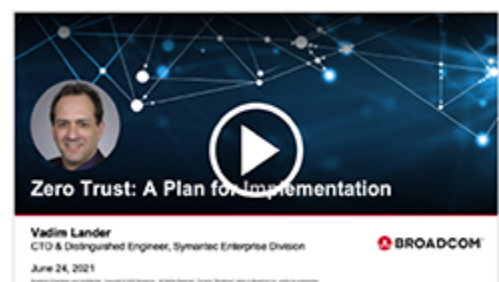 Zero Trust: A Plan for Implementation
Vadim Lander
CTO & Distinguished Engineer, Symantec Enterprise Division
BROADCOM
June 24, 2021